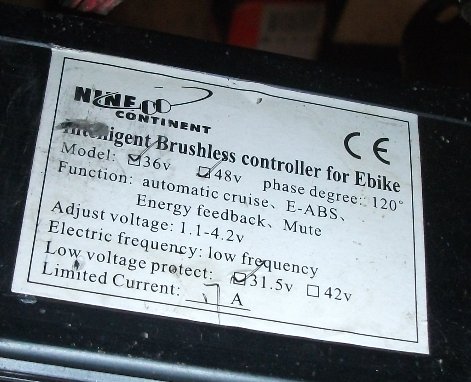 NINE
CONTINENT
CE
Intelligent Brushless controller for Ebike
Model: ☑36v ☑48v phase degree: 120°
Function: automatic cruise、E-ABS、
Energy feedback、Mute
Adjust voltage: 1.1-4.2v
Electric frequency: low frequency
Low voltage protect: ☑31.5v ☐42v
Limited Current: A